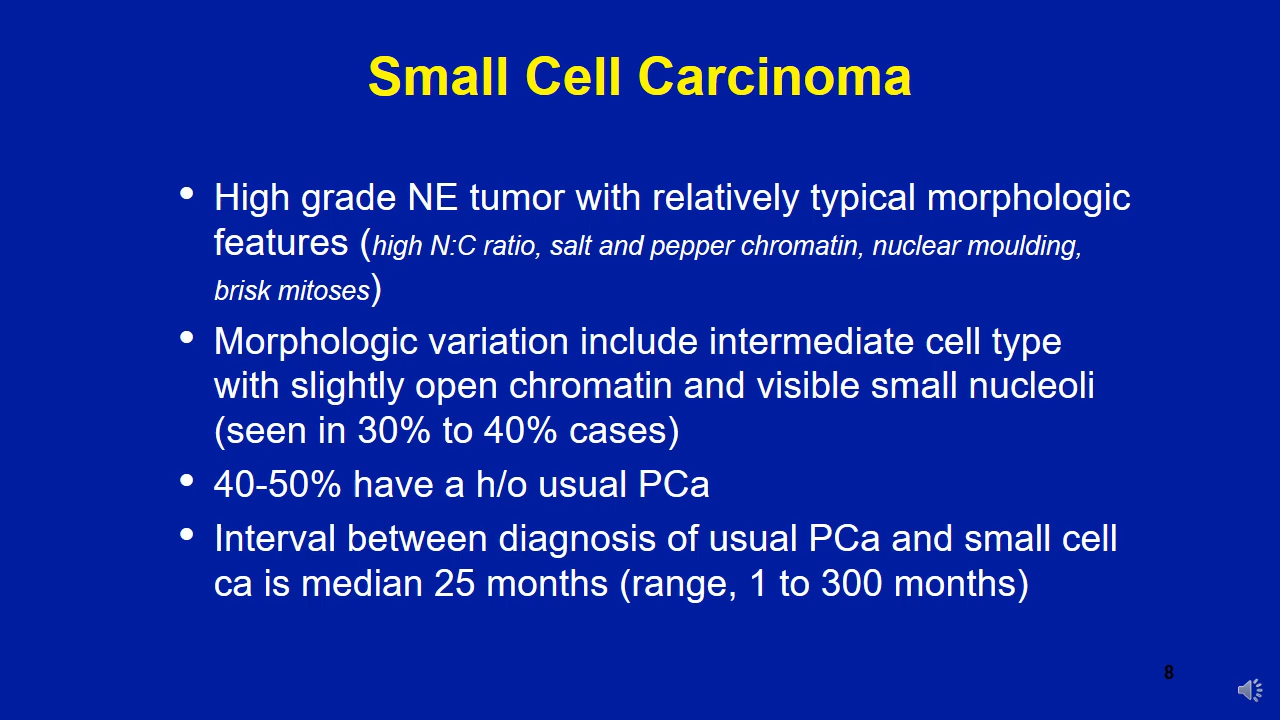 Small Cell Carcinoma
• High grade NE tumor with relatively typical morphologic
features (high N:C ratio, salt and pepper chromatin, nuclear moulding,
brisk mitoses)
• Morphologic variation include intermediate cell type
with slightly open chromatin and visible small nucleoli
(seen in 30% to 40% cases)
• 40-50% have a h/o usual PCa
• Interval between diagnosis of usual PCa and small cell
ca is median 25 months (range, 1 to 300 months)
8